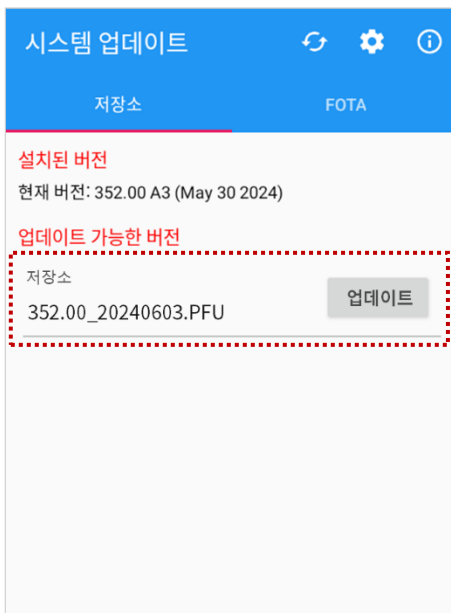 시스템 업데이트
저장소 FOTA
설치된 버전
현재 버전: 352.00 A3 (May 30 2024)
업데이트 가능한 버전
저장소
352.00_20240603.PFU
업데이트